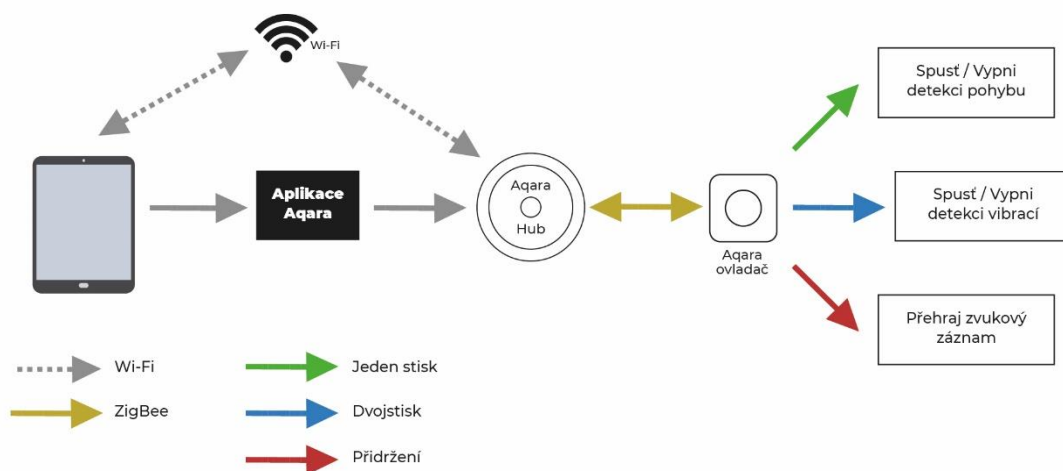 Wi-Fi
Spusť / Vypni
detekci pohybu
Aplikace
Aqara
Aqara
Hub
Aqara
ovladač
Spusť / Vypni
detekci vibrací
Přehraj zvukový
záznam
Wi-Fi
ZigBee
Jeden stisk
Dvojstisk
Přidržení